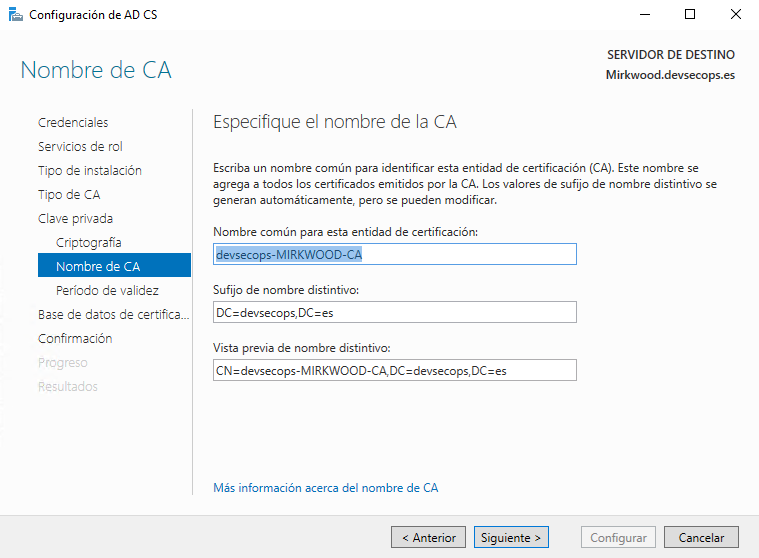 Configuración de AD CS
Nombre de CA
SERVIDOR DE DESTINO
Mirkwood.devsecops.es
Credenciales
Servicios de rol
Tipo de instalación
Tipo de CA
Clave privada
Criptografía
Nombre de CA
Período de validez
Base de datos de certifica...
Confirmación
Progreso
Resultados
Especifique el nombre de la CA
Escriba un nombre común para identificar esta entidad de certificación (CA). Este nombre se
agrega a todos los certificados emitidos por la CA. Los valores de sufijo de nombre distintivo se
generan automáticamente, pero se pueden modificar.
Nombre común para esta entidad de certificación:
devsecops-MIRKWOOD-CA
Sufijo de nombre distintivo:
DC=devsecops,DC=es
Vista previa de nombre distintivo:
CN=devsecops-MIRKWOOD-CA,DC=devsecops,DC=es
Más información acerca del nombre de CA
< Anterior
Siguiente >
Configurar
Cancelar